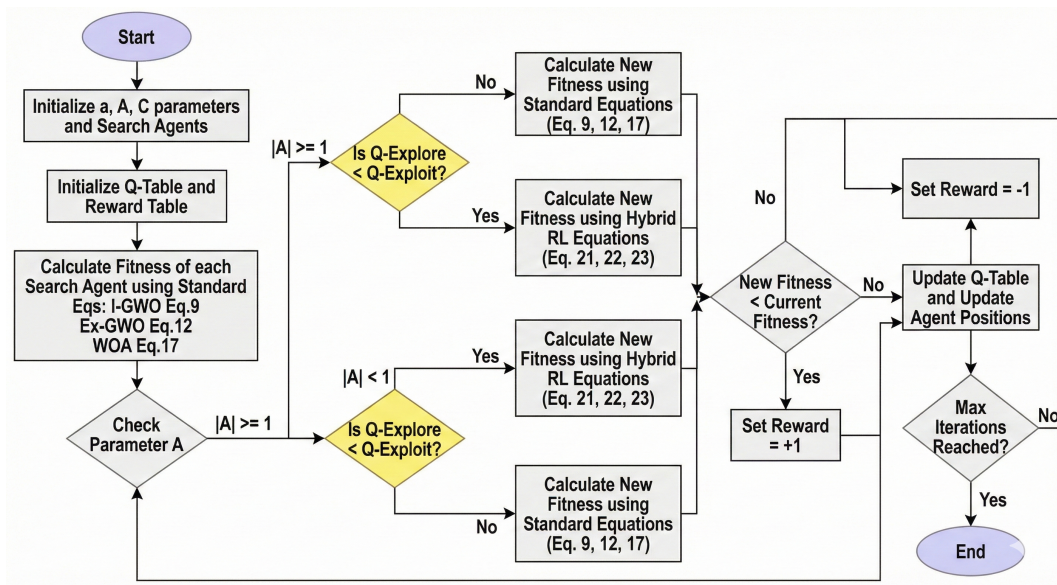 Start
Initialize a, A, C parameters
and Search Agents
Initialize Q-Table and
Reward Table
Calculate Fitness of each
Search Agent using Standard
Eqs: I-GWO Eq.9
Ex-GWO Eq.12
WOA Eq.17
Check
Parameter A
|A| >= 1
|A| >= 1
Is Q-Explore
< Q-Exploit?
No
Calculate New
Fitness using
Standard Equations
(Eq. 9, 12, 17)
Yes
Calculate New
Fitness using Hybrid
RL Equations
(Eq. 21, 22, 23)
|A| < 1
Is Q-Explore
< Q-Exploit?
Yes
Calculate New
Fitness using Hybrid
RL Equations
(Eq. 21, 22, 23)
No
Calculate New
Fitness using
Standard Equations
(Eq. 9, 12, 17)
New Fitness
< Current
Fitness?
No
No
Yes
Set Reward
= +1
Set Reward = -1
Update Q-Table
and Update
Agent Positions
Max
Iterations
Reached?
No
Yes
End